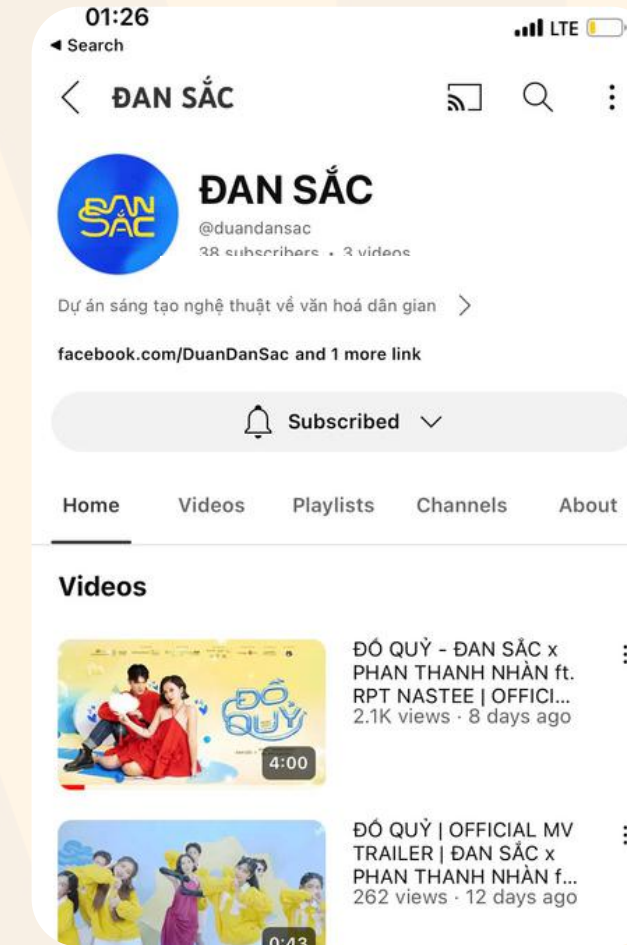 01:26
LTE
◀ Search
ĐAN SẮC
ĐAN SẮC
ĐAN SẮC
@duandansac
38 subscribers • 3 videos
Dự án sáng tạo nghệ thuật về văn hoá dân gian
facebook.com/DuanDanSac and 1 more link
Subscribed
Home Videos Playlists Channels About
Videos
ĐỐ QUỶ
4:00
ĐỐ QUỶ - ĐAN SẮC x
PHAN THANH NHÀN ft.
RPT NASTEE | OFFICI...
2.1K views · 8 days ago
0:43
ĐỐ QUỶ | OFFICIAL MV
TRAILER | ĐAN SẮC x
PHAN THANH NHÀN f...
262 views · 12 days ago